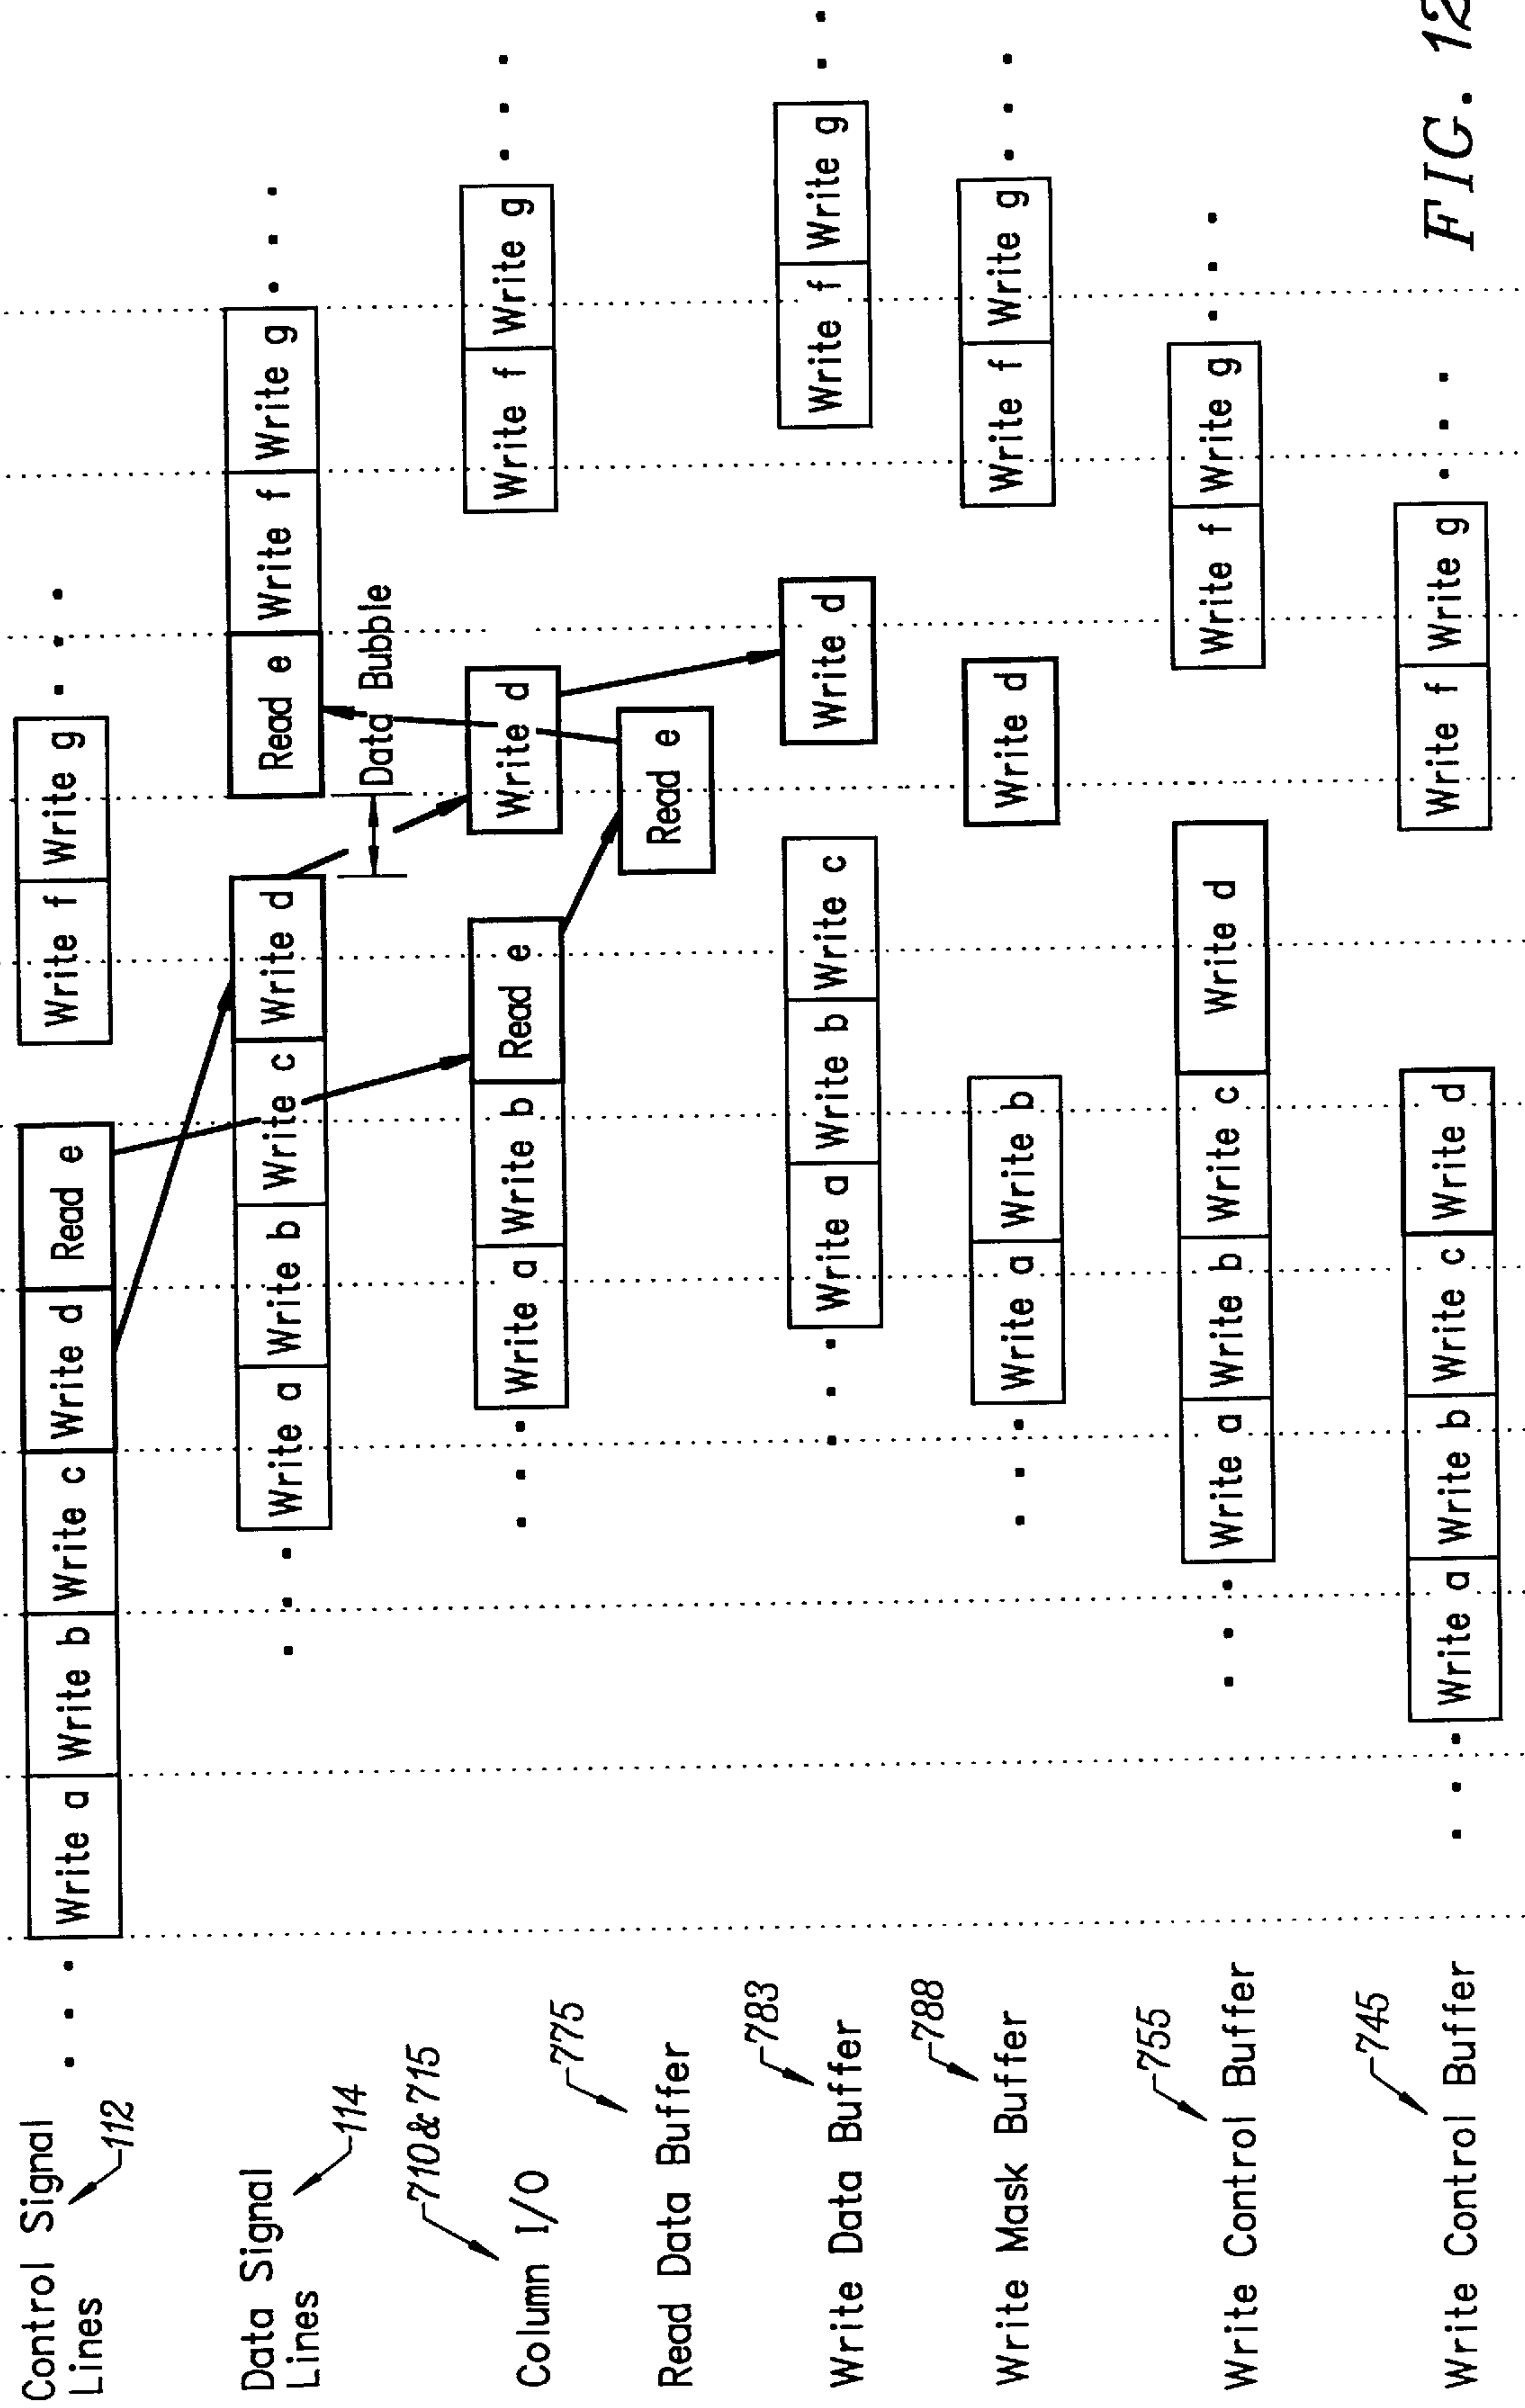 Control Signal
Lines
112
. . . Write a Write b Write c Write d Read e Write f Write g . . .
Data Signal
Lines
114
. . . Write a Write b Write c Write d Read e Write f Write g . . .
Data Bubble
710&715
Column I/O
. . . Write a Write b Read e Write d Write f Write g . . .
775
Read Data Buffer
Read e
783
Write Data Buffer
. . . Write a Write b Write c Write d Write f Write g . . .
788
Write Mask Buffer
. . . Write a Write b Write d Write f Write g . . .
755
Write Control Buffer
. . . Write a Write b Write c Write d Write f Write g . . .
745
Write Control Buffer
. . . Write a Write b Write c Write d Write f Write g . . .
FIG. 12